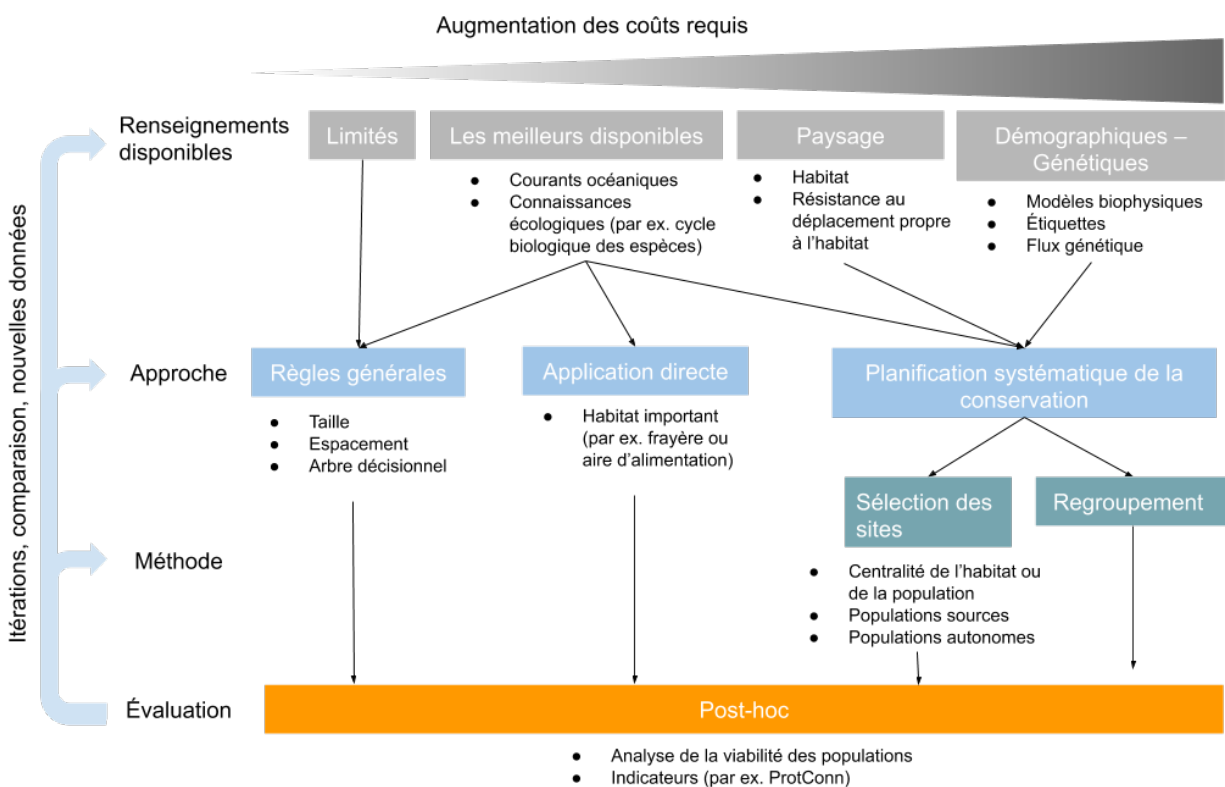 Augmentation des coûts requis
Renseignements
disponibles
Limités
Les meilleurs disponibles
Paysage
Démographiques –
Génétiques
● Courants océaniques
● Connaissances
écologiques (par ex. cycle
biologique des espèces)
● Habitat
● Résistance au
déplacement propre
à l'habitat
● Modèles biophysiques
● Étiquettes
● Flux génétique
Itérations, comparaison, nouvelles données
Approche
Règles générales
Application directe
Planification systématique de la
conservation
● Taille
● Espacement
● Arbre décisionnel
● Habitat important
(par ex. frayère ou
aire d'alimentation)
Sélection des
sites
Regroupement
Méthode
● Centralité de l'habitat ou
de la population
● Populations sources
● Populations autonomes
Évaluation
Post-hoc
● Analyse de la viabilité des populations
● Indicateurs (par ex. ProtConn)